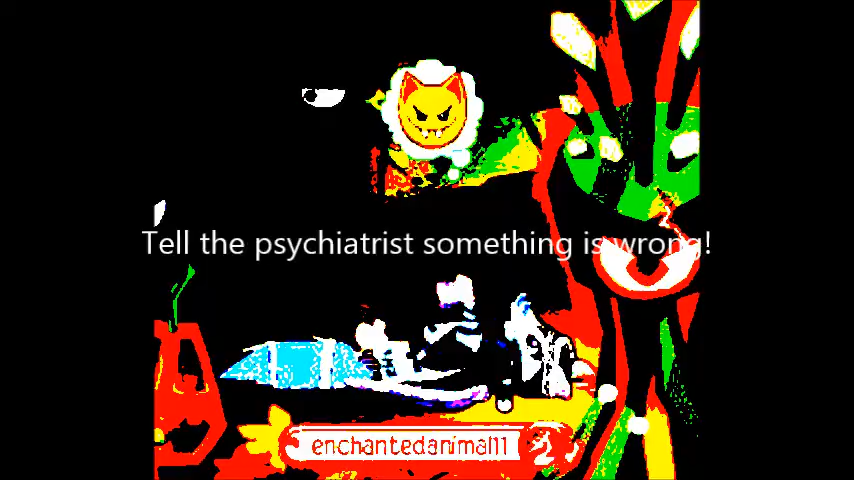 Tell the psychiatrist something is wrong!
enchantedanimal11